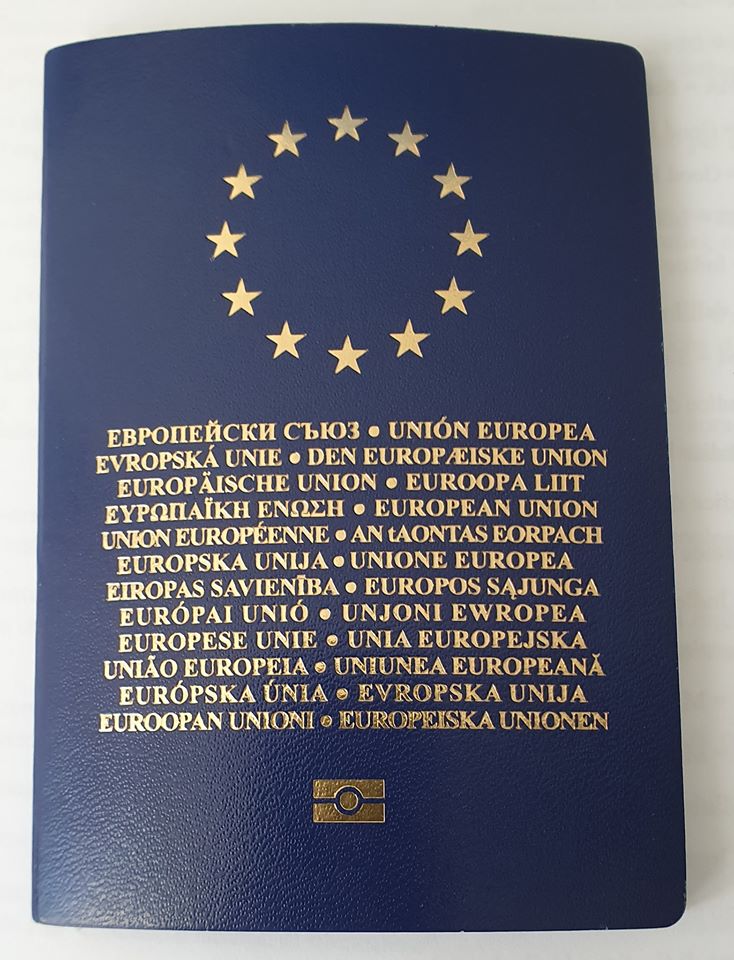 ЕВРОПЕЙСКИ СЪЮЗ • UNIÓN EUROPEA
EVROPSKÁ UNIE • DEN EUROPÆISKE UNION
EUROPÄISCHE UNION • EUROOPA LIIT
ΕΥΡΩΠΑΪΚΗ ΕΝΩΣΗ • EUROPEAN UNION
UNION EUROPÉENNE • AN tAONTAS EORPACH
EUROPSKA UNIJA • UNIONE EUROPEA
EIROPAS SAVIENĪBA • EUROPOS SĄJUNGA
EURÓPAI UNIÓ • UNJONI EWROPEA
EUROPESE UNIE • UNIA EUROPEJSKA
UNIÃO EUROPEIA • UNIUNEA EUROPEANĂ
EURÓPSKA ÚNIA • EVROPSKA UNIJA
EUROOPAN UNIONI • EUROPEISKA UNIONEN